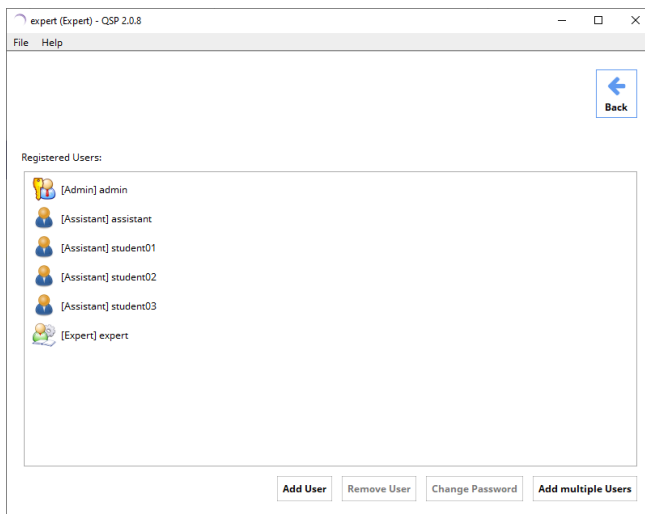 expert (Expert) - QSP 2.0.8
File Help
Back
Registered Users:
[Admin] admin
[Assistant] assistant
[Assistant] student01
[Assistant] student02
[Assistant] student03
[Expert] expert
Add User Remove User Change Password Add multiple Users